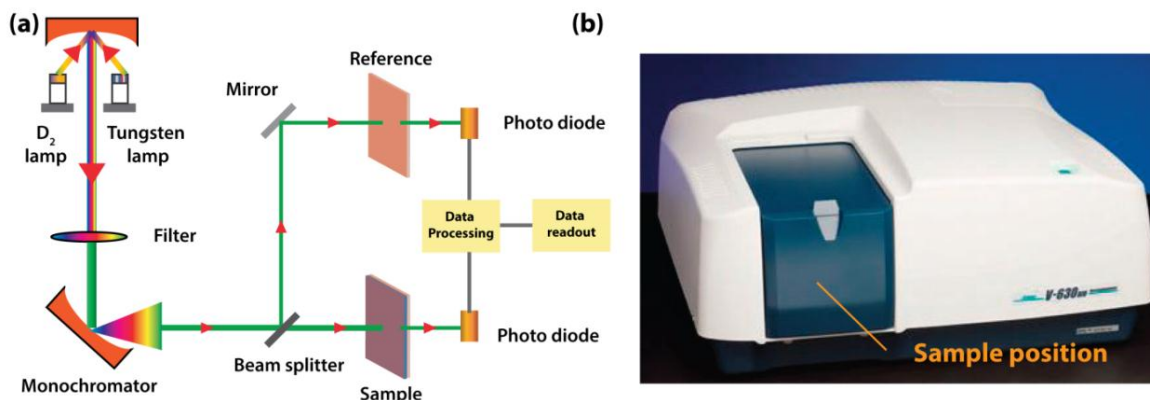 (a)
(b)
D₂
lamp
Tungsten
lamp
Filter
Monochromator
Mirror
Beam splitter
Reference
Sample
Photo diode
Data
Processing
Data
readout
Photo diode
V-630
Sample position